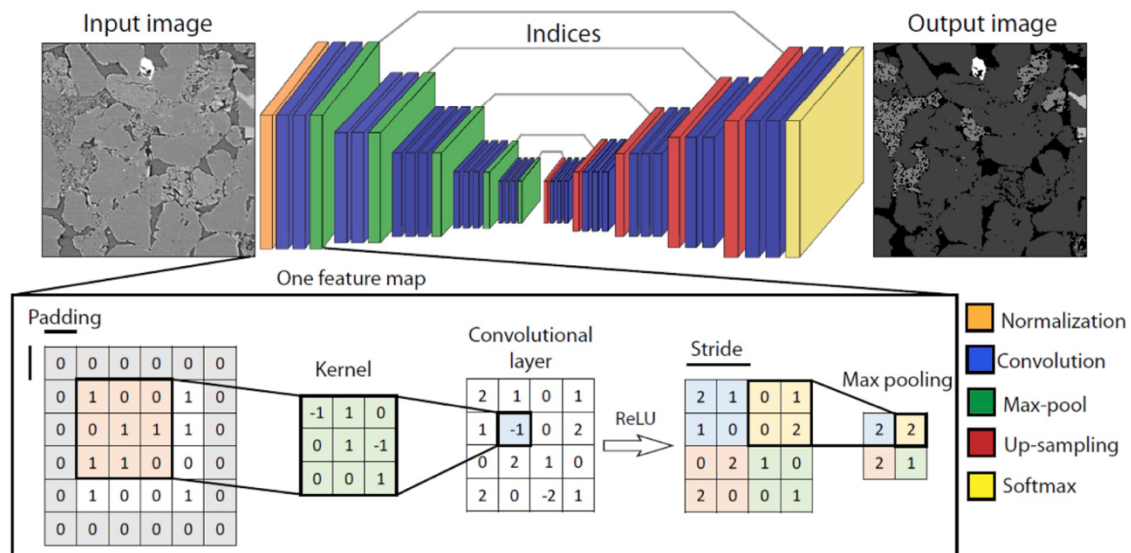 Input image
Indices
Output image
One feature map
Padding
0 0 0 0 0 0
0 1 0 0 1 0
0 0 1 1 1 0
0 1 1 0 0 0
0 1 0 0 1 0
0 0 0 0 0 0
Kernel
-1 1 0
0 1 -1
0 0 1
Convolutional
layer
2 1 0 1
1 -1 0 2
0 2 1 0
2 0 -2 1
ReLU
Stride
2 1 0 1
1 0 0 2
0 2 1 0
2 0 0 1
Max pooling
2 2
2 1
Normalization
Convolution
Max-pool
Up-sampling
Softmax